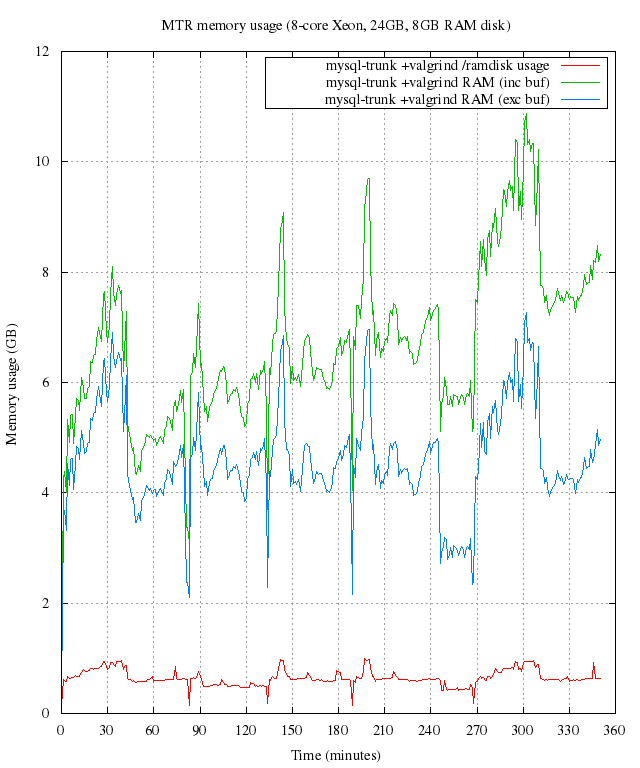 MTR memory usage (8-core Xeon, 24GB, 8GB RAM disk)
mysql-trunk +valgrind /ramdisk usage
mysql-trunk +valgrind RAM (inc buf)
mysql-trunk +valgrind RAM (exc buf)
12
10
8
6
4
2
0
Memory usage (GB)
0 30 60 90 120 150 180 210 240 270 300 330 360
Time (minutes)